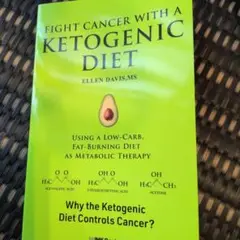 FIGHT CANCER WITH A
KETOGENIC
DIET
ELLEN DAVIS, MS
USING A LOW-CARB,
FAT-BURNING DIET
AS METABOLIC THERAPY
Why the Ketogenic
Diet Controls Cancer?